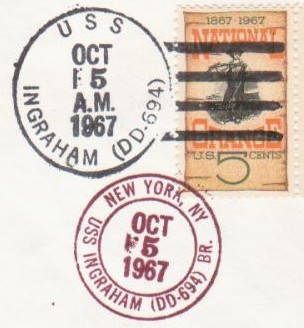 USS
OCT
5
A.M.
1967
INGRAHAM (DD-694)
1867-1967
NATIONAL
GRANGE
U.S. 5 CENTS
NEW YORK, NY
OCT
5
1967
USS INGRAHAM (DD-694) BR.